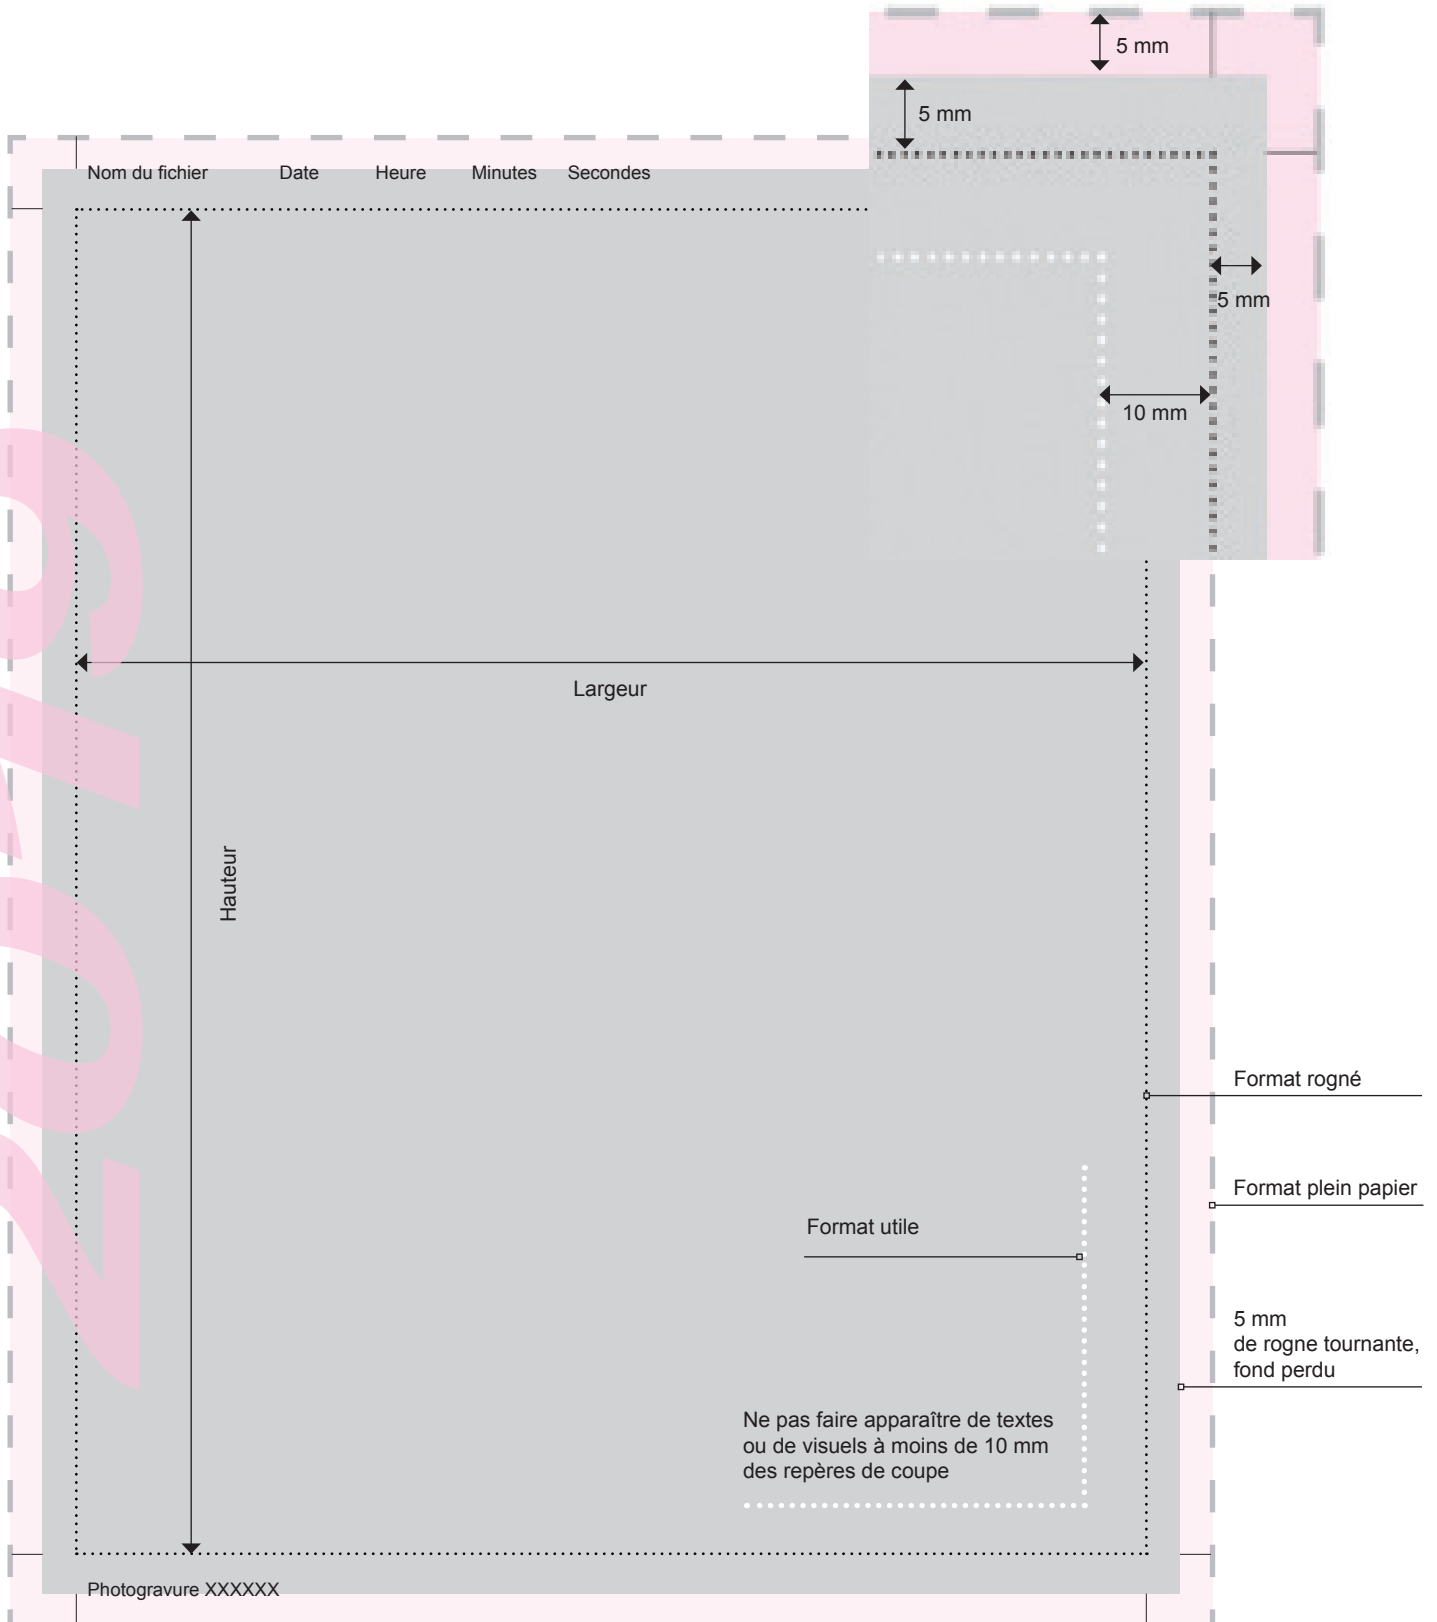 5 mm
5 mm
Nom du fichier Date Heure Minutes Secondes
5 mm
10 mm
Largeur
Hauteur
Format rogné
Format plein papier
Format utile
5 mm
de rogne tournante,
fond perdu
Ne pas faire apparaître de textes
ou de visuels à moins de 10 mm
des repères de coupe
Photogravure XXXXXX